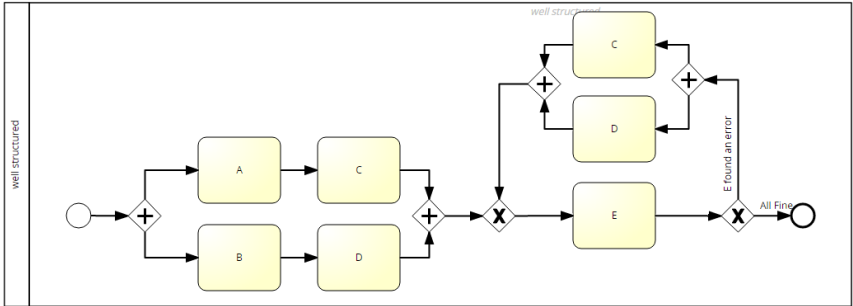 well structured
well structured
C
D
A
C
B
D
E
E found an error
All Fine